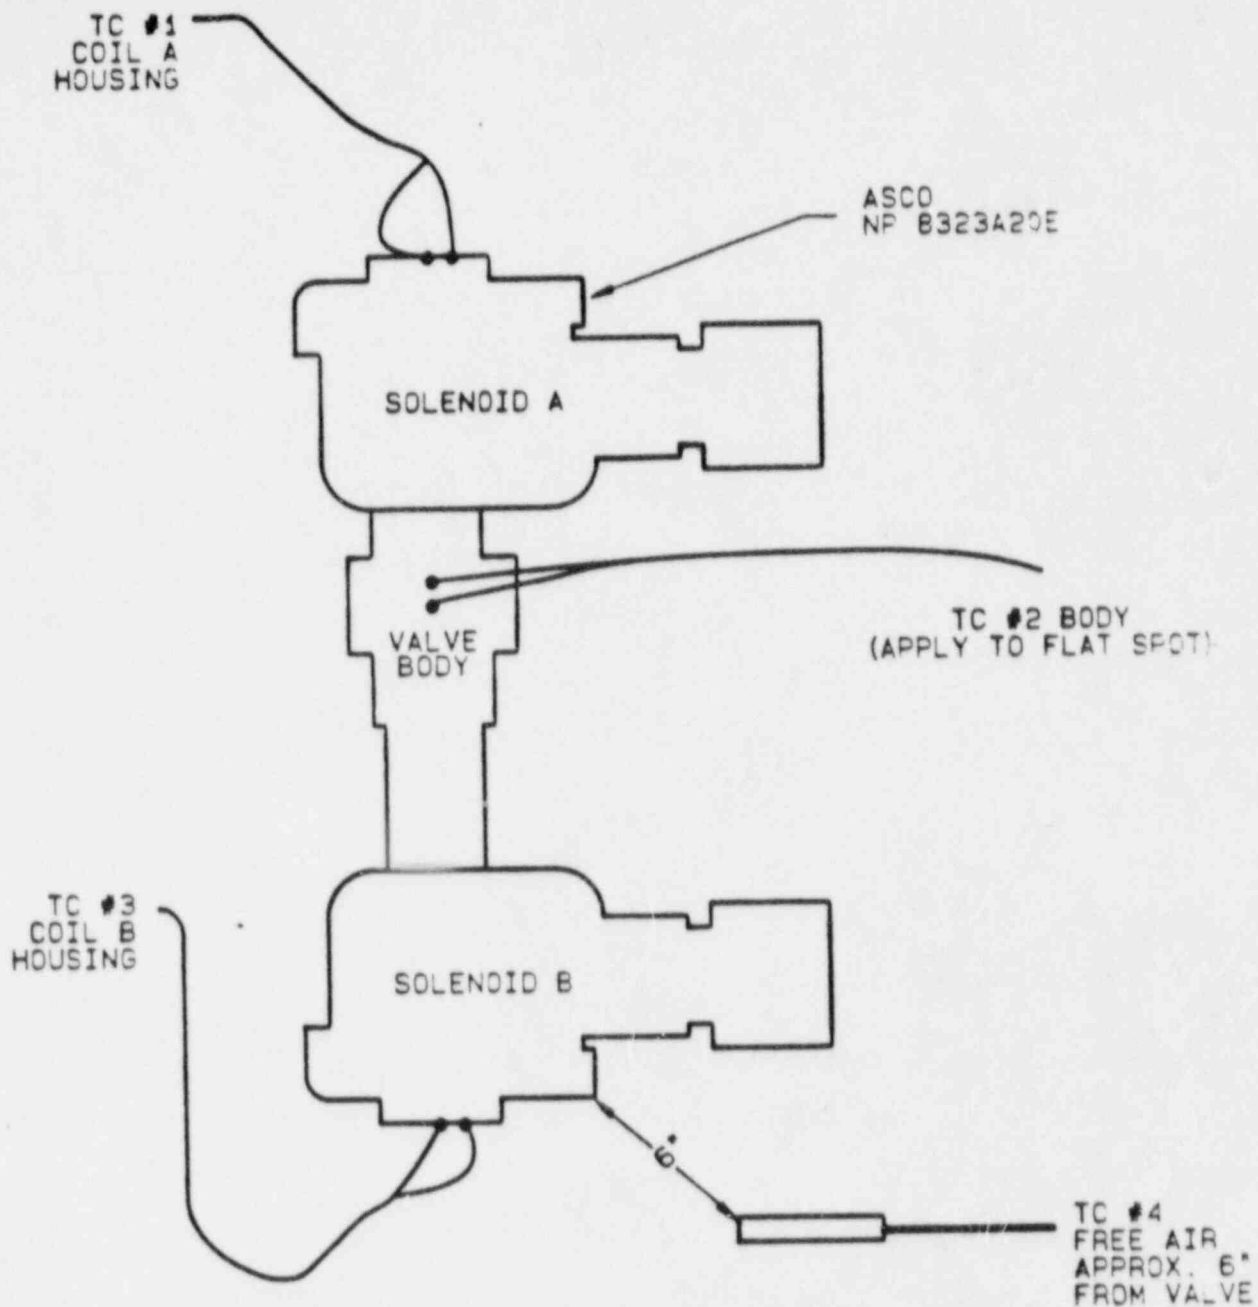 TC #1
COIL A
HOUSING
ASCO
NP 8323A20E
SOLENOID A
VALVE
BODY
TC #2 BODY
(APPLY TO FLAT SPOT)
TC #3
COIL B
HOUSING
SOLENOID B
6"
TC #4
FREE AIR
APPROX. 6"
FROM VALVE